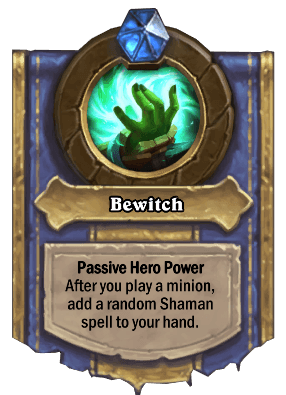 Bewitch
Passive Hero Power
After you play a minion,
add a random Shaman
spell to your hand.